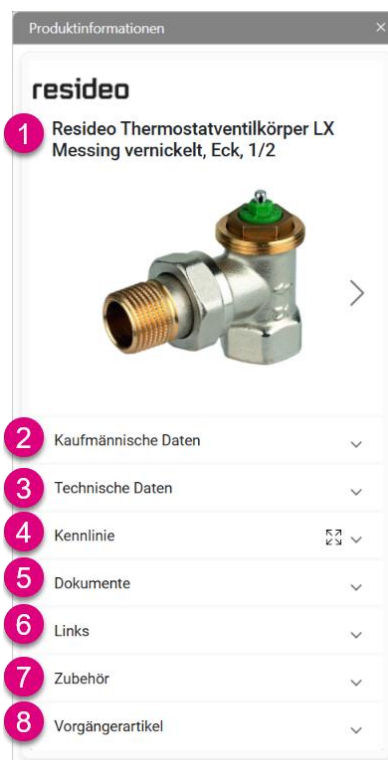 Produktinformationen
resideo
1 Resideo Thermostatventilkörper LX
Messing vernickelt, Eck, 1/2
2 Kaufmännische Daten
3 Technische Daten
4 Kennlinie
5 Dokumente
6 Links
7 Zubehör
8 Vorgängerartikel